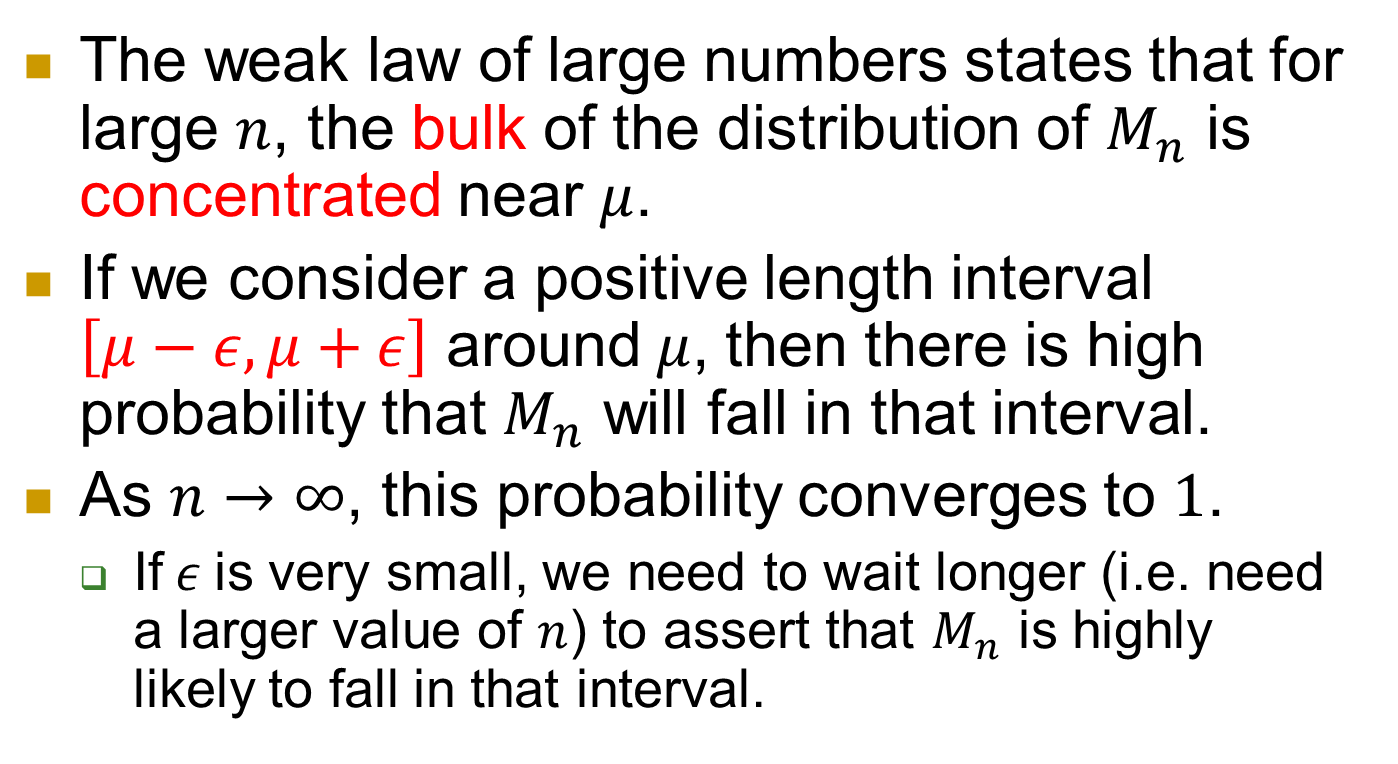 The weak law of large numbers states that for
large 𝑛, the bulk of the distribution of 𝑀ₙ is
concentrated near 𝜇.
If we consider a positive length interval
[𝜇 − 𝜖, 𝜇 + 𝜖] around 𝜇, then there is high
probability that 𝑀ₙ will fall in that interval.
As 𝑛 → ∞, this probability converges to 1.
If 𝜖 is very small, we need to wait longer (i.e. need
a larger value of 𝑛) to assert that 𝑀ₙ is highly
likely to fall in that interval.